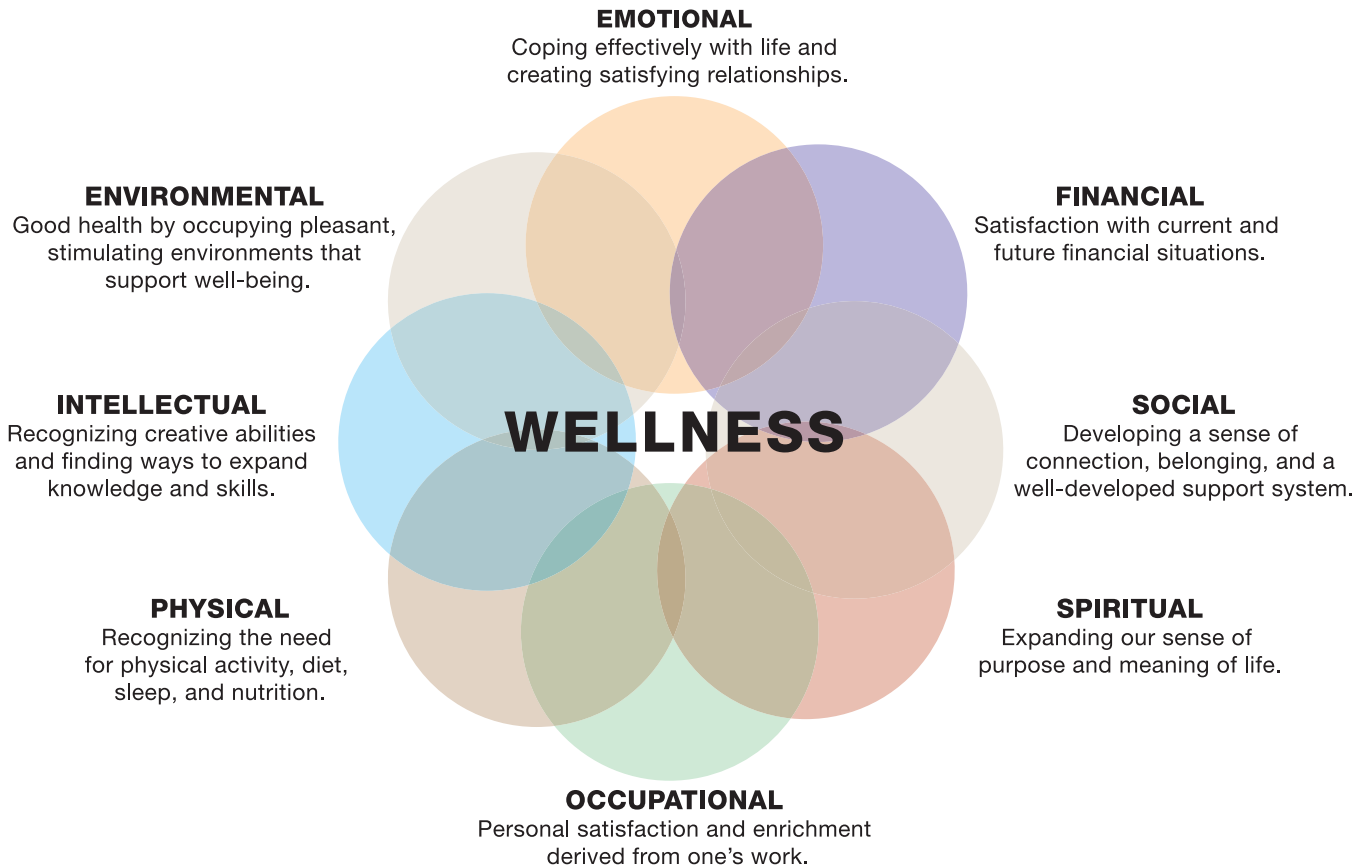 EMOTIONAL
Coping effectively with life and
creating satisfying relationships.
ENVIRONMENTAL
Good health by occupying pleasant,
stimulating environments that
support well-being.
FINANCIAL
Satisfaction with current and
future financial situations.
INTELLECTUAL
Recognizing creative abilities
and finding ways to expand
knowledge and skills.
WELLNESS
SOCIAL
Developing a sense of
connection, belonging, and a
well-developed support system.
PHYSICAL
Recognizing the need
for physical activity, diet,
sleep, and nutrition.
SPIRITUAL
Expanding our sense of
purpose and meaning of life.
OCCUPATIONAL
Personal satisfaction and enrichment
derived from one’s work.